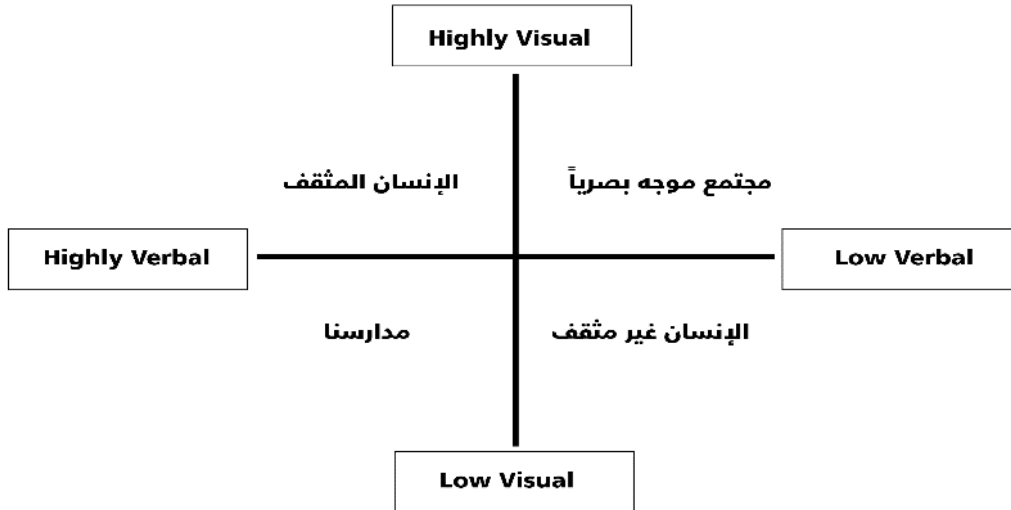 Highly Visual
الإنسان المثقف
مجتمع موجه بصرياً
Highly Verbal
Low Verbal
مدارسنا
الإنسان غير مثقف
Low Visual